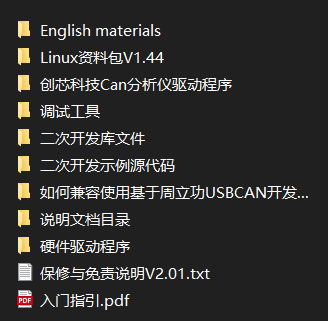 English materials
Linux资料包V1.44
创芯科技Can分析仪驱动程序
调试工具
二次开发库文件
二次开发示例源代码
如何兼容使用基于周立功USBCAN开发...
说明文档目录
硬件驱动程序
保修与免责说明V2.01.txt
PDF 入门指引.pdf